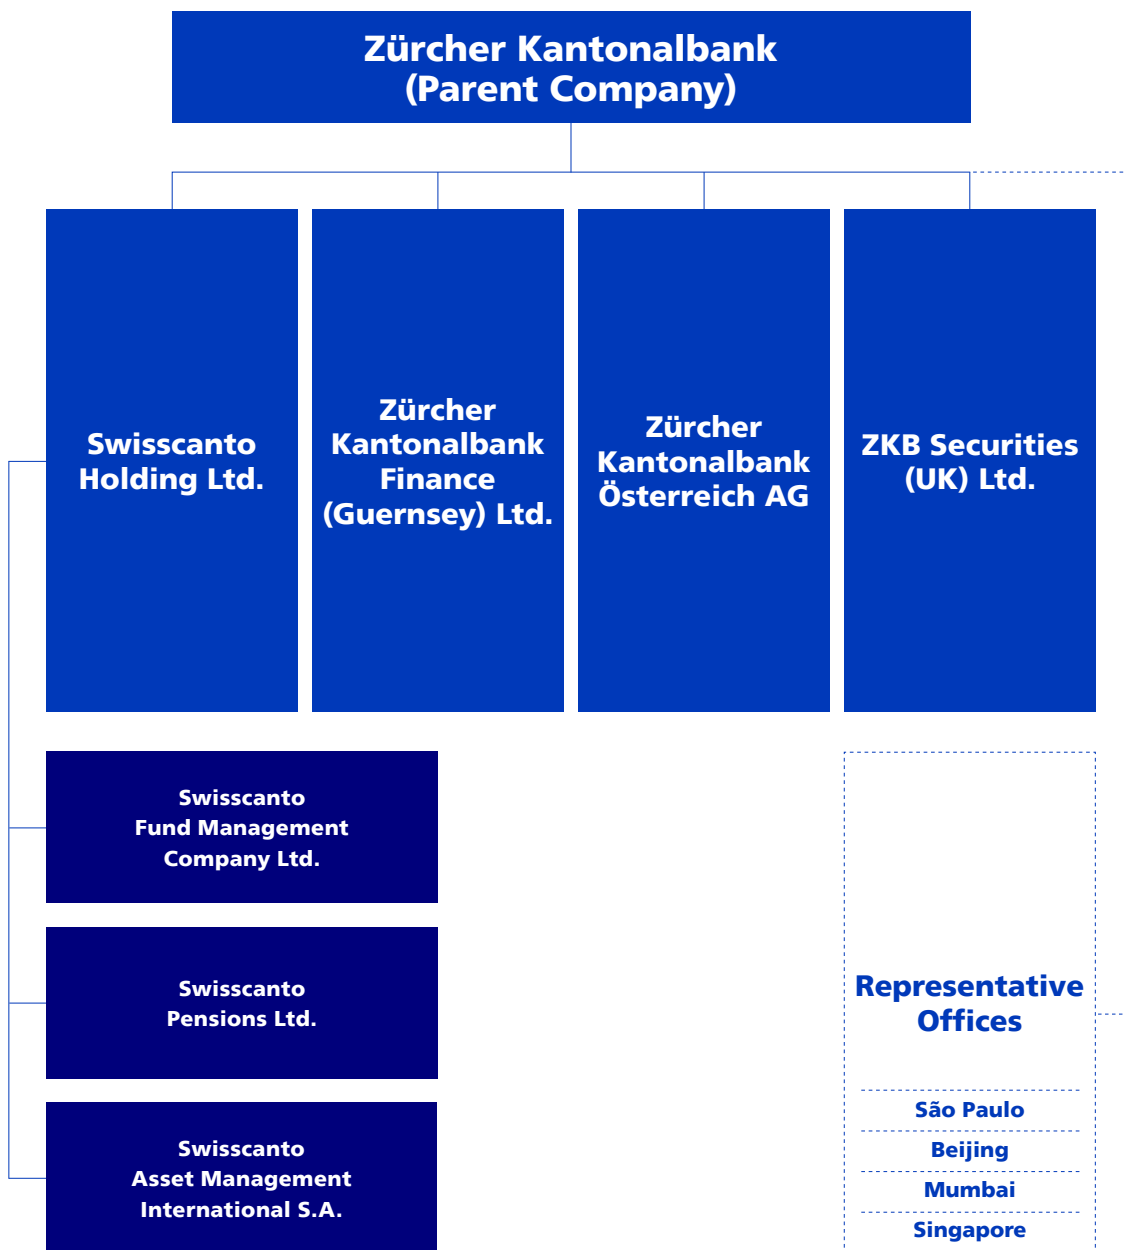 Zürcher Kantonalbank
(Parent Company)
Swisscanto
Holding Ltd.
Zürcher
Kantonalbank
Finance
(Guernsey) Ltd.
Zürcher
Kantonalbank
Österreich AG
ZKB Securities
(UK) Ltd.
Swisscanto
Fund Management
Company Ltd.
Swisscanto
Pensions Ltd.
Swisscanto
Asset Management
International S.A.
Representative
Offices
São Paulo
Beijing
Mumbai
Singapore